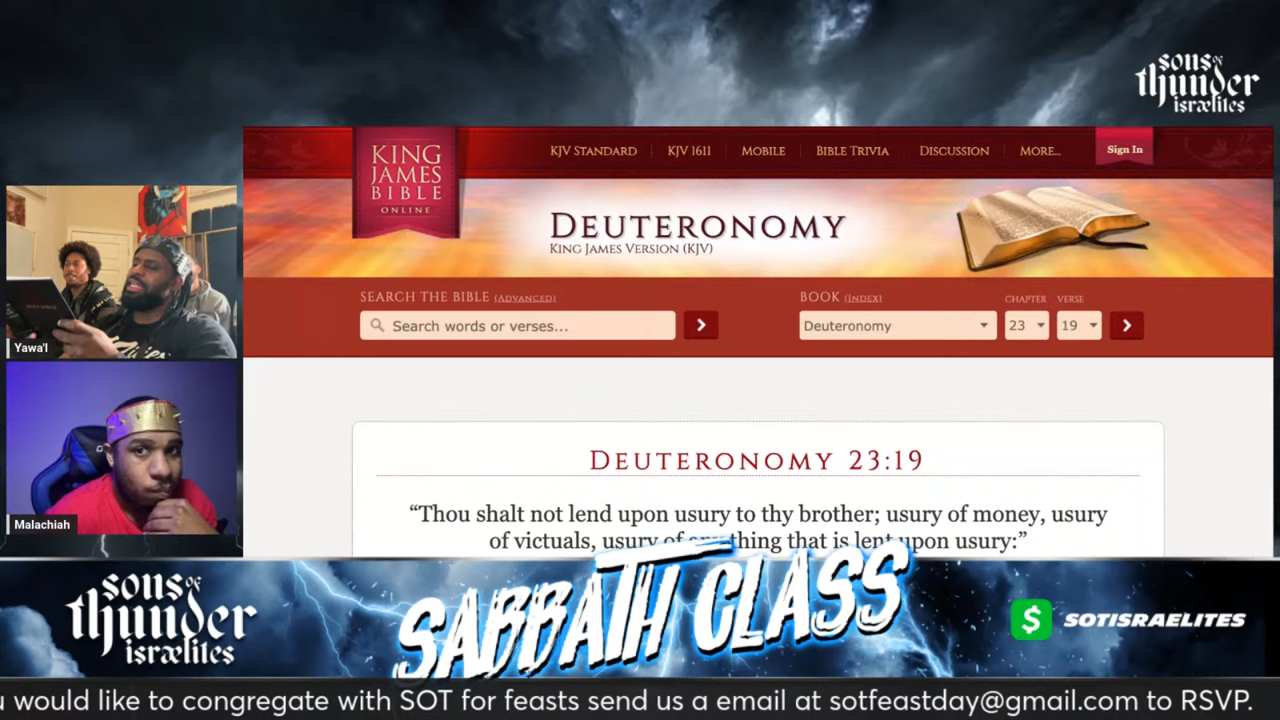 sons of
thunder
israelites
KING
JAMES
BIBLE
ONLINE
KJV STANDARD
KJV 1611
MOBILE
BIBLE TRIVIA
DISCUSSION
MORE...
Sign In
DEUTERONOMY
KING JAMES VERSION (KJV)
SEARCH THE BIBLE (ADVANCED)
BOOK (INDEX)
CHAPTER
VERSE
Search words or verses...
Deuteronomy
23
19
Yawa'l
Malachiah
DEUTERONOMY 23:19
“Thou shalt not lend upon usury to thy brother; usury of money, usury
of victuals, usury of anything that is lent upon usury:”
sons of
thunder
israelites
SABBATH CLASS
$ SOTISRAELITES
would like to congregate with SOT for feasts send us a email at sotfeastday@gmail.com to RSVP.